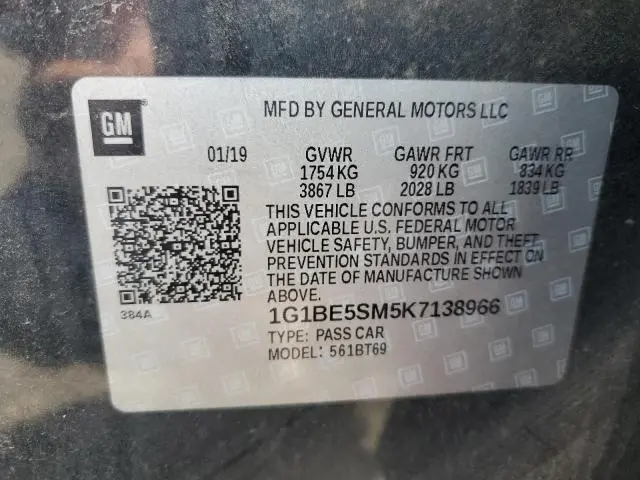 GM
MFD BY GENERAL MOTORS LLC
01/19 GVWR GAWR FRT GAWR RR
1754 KG 920 KG 834 KG
3867 LB 2028 LB 1839 LB
THIS VEHICLE CONFORMS TO ALL
APPLICABLE U.S. FEDERAL MOTOR
VEHICLE SAFETY, BUMPER, AND THEFT
PREVENTION STANDARDS IN EFFECT ON
THE DATE OF MANUFACTURE SHOWN
ABOVE.
384A
1G1BE5SM5K7138966
TYPE: PASS CAR
MODEL: 561BT69